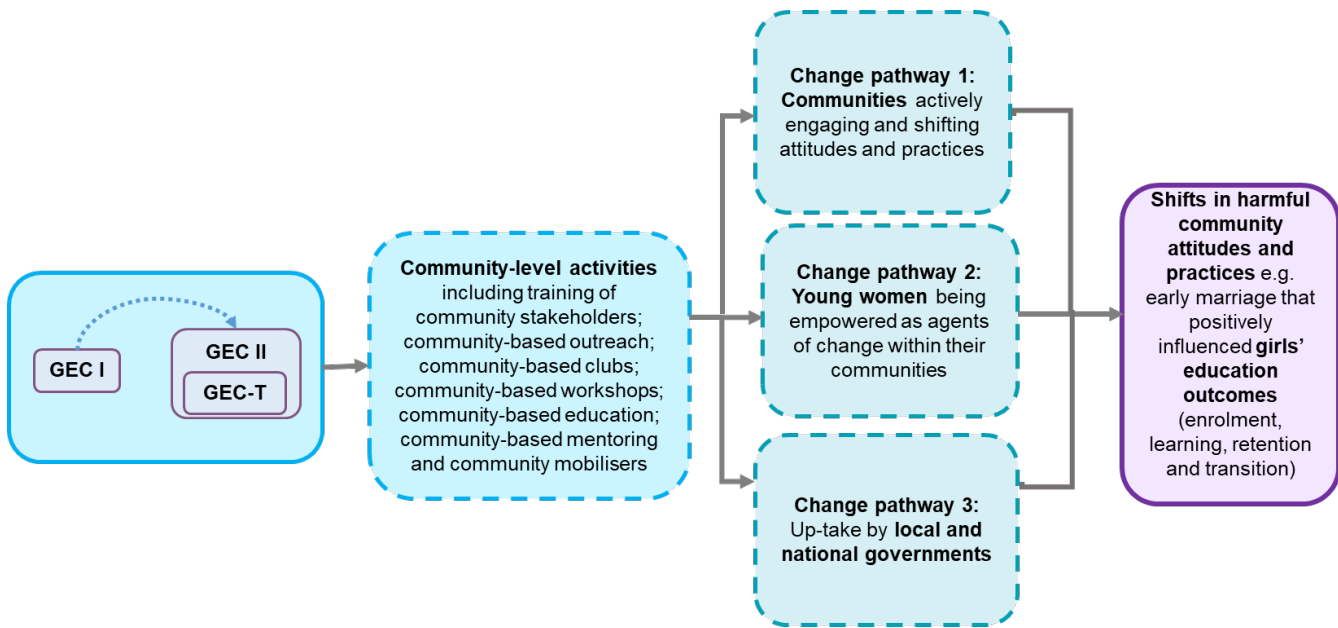 GEC I
GEC II
GEC-T
Community-level activities
including training of
community stakeholders;
community-based outreach;
community-based clubs;
community-based workshops;
community-based education;
community-based mentoring
and community mobilisers
Change pathway 1:
Communities actively
engaging and shifting
attitudes and practices
Change pathway 2:
Young women being
empowered as agents
of change within their
communities
Change pathway 3:
Up-take by local and
national governments
Shifts in harmful
community
attitudes and
practices e.g.
early marriage that
positively
influenced girls’
education
outcomes
(enrolment,
learning, retention
and transition)